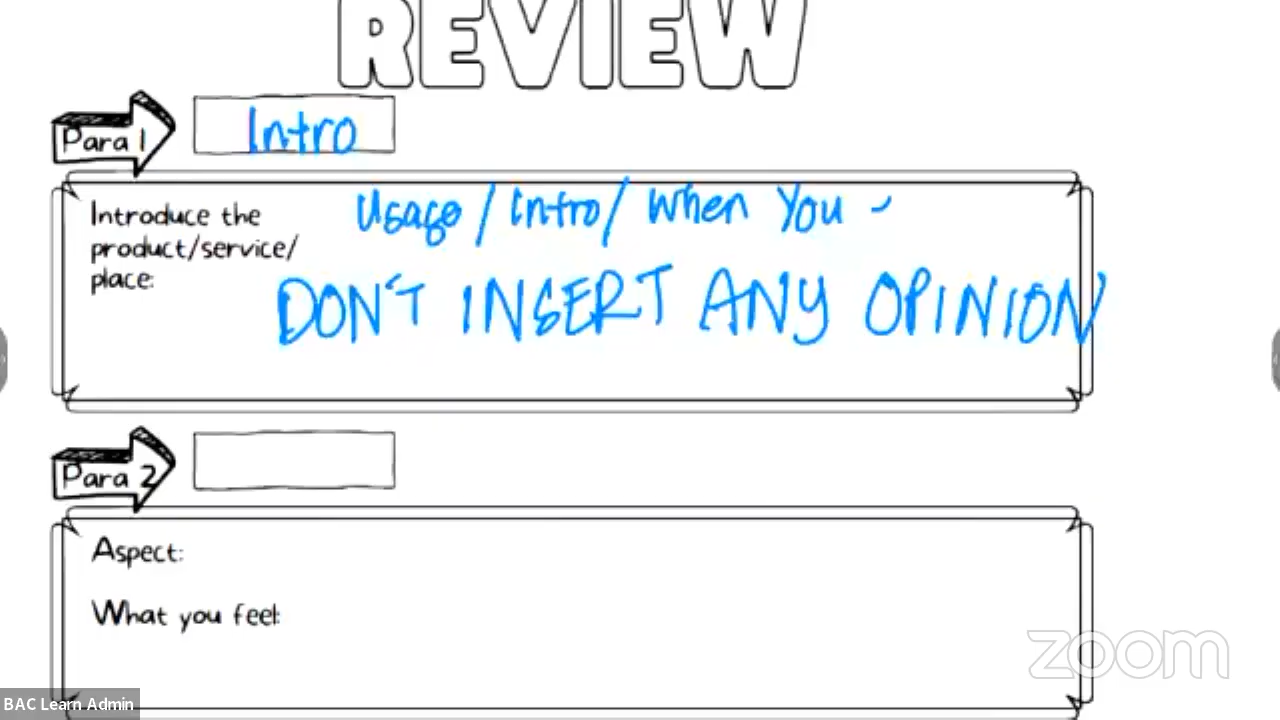 REVIEW
Para 1
Intro
Introduce the
product/service/
place:
Usage / Intro / When You -
DON'T INSERT ANY OPINION
Para 2
Aspect:
What you feel:
zoom
BAC Learn Admin